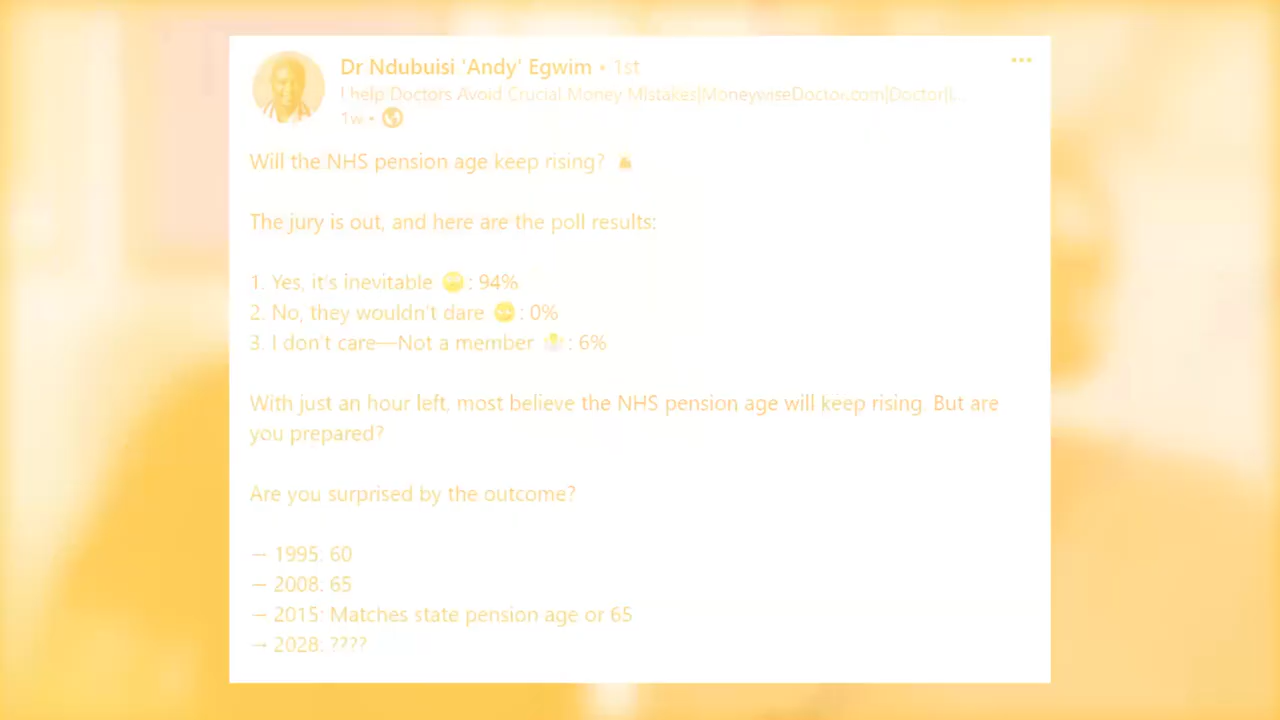 Dr Ndubuisi 'Andy' Egwim • 1st
I help Doctors Avoid Crucial Money Mistakes|MoneywiseDoctor.com|Doctor|I...
1w •
Will the NHS pension age keep rising?
The jury is out, and here are the poll results:
1. Yes, it's inevitable 🙄: 94%
2. No, they wouldn't dare : 0%
3. I don't care—Not a member : 6%
With just an hour left, most believe the NHS pension age will keep rising. But are
you prepared?
Are you surprised by the outcome?
→ 1995: 60
→ 2008: 65
→ 2015: Matches state pension age or 65
→ 2028: ????